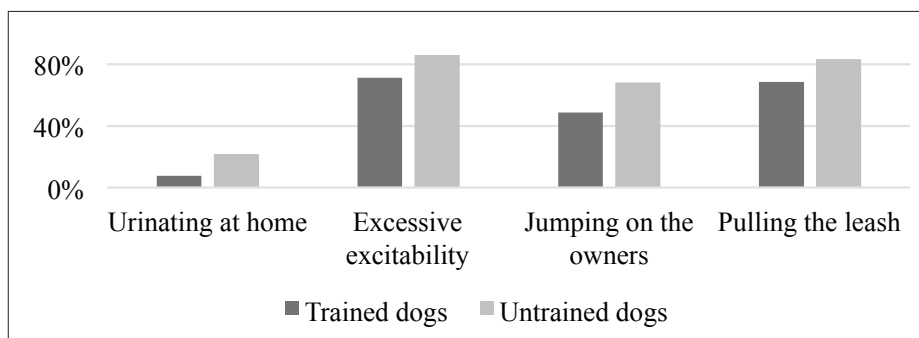 80%
40%
0%
Urinating at home
Excessive
excitability
Jumping on the
owners
Pulling the leash
Trained dogs
Untrained dogs